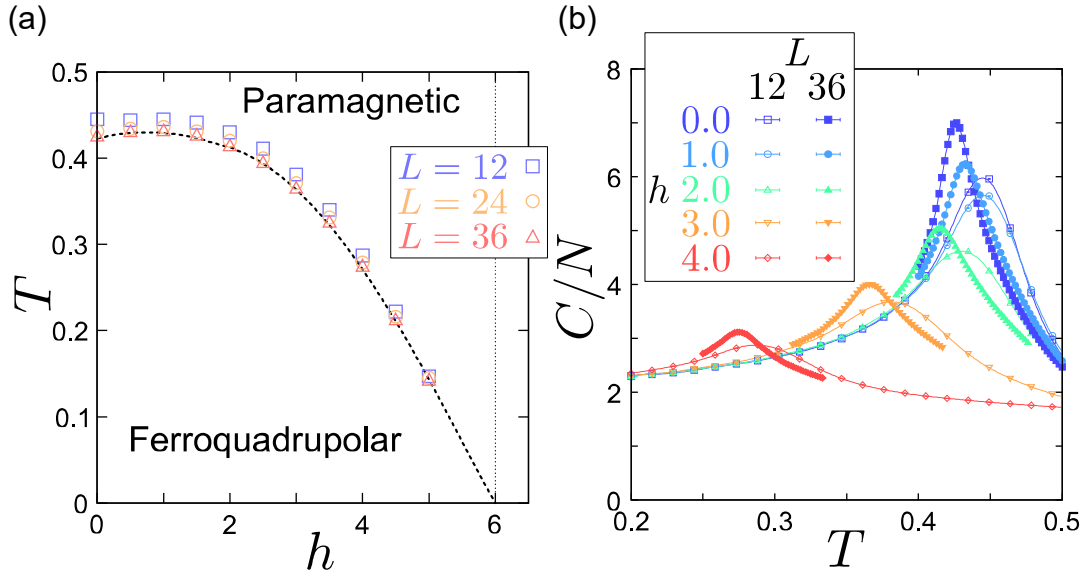 (a)
0.5
0.4
0.3
0.2
0.1
0
T
0 2 4 6
h
Paramagnetic
Ferroquadrupolar
L = 12
L = 24
L = 36
(b)
8
6
4
2
0
C/N
0.2 0.3 0.4 0.5
T
L
12 36
0.0
1.0
h 2.0
3.0
4.0